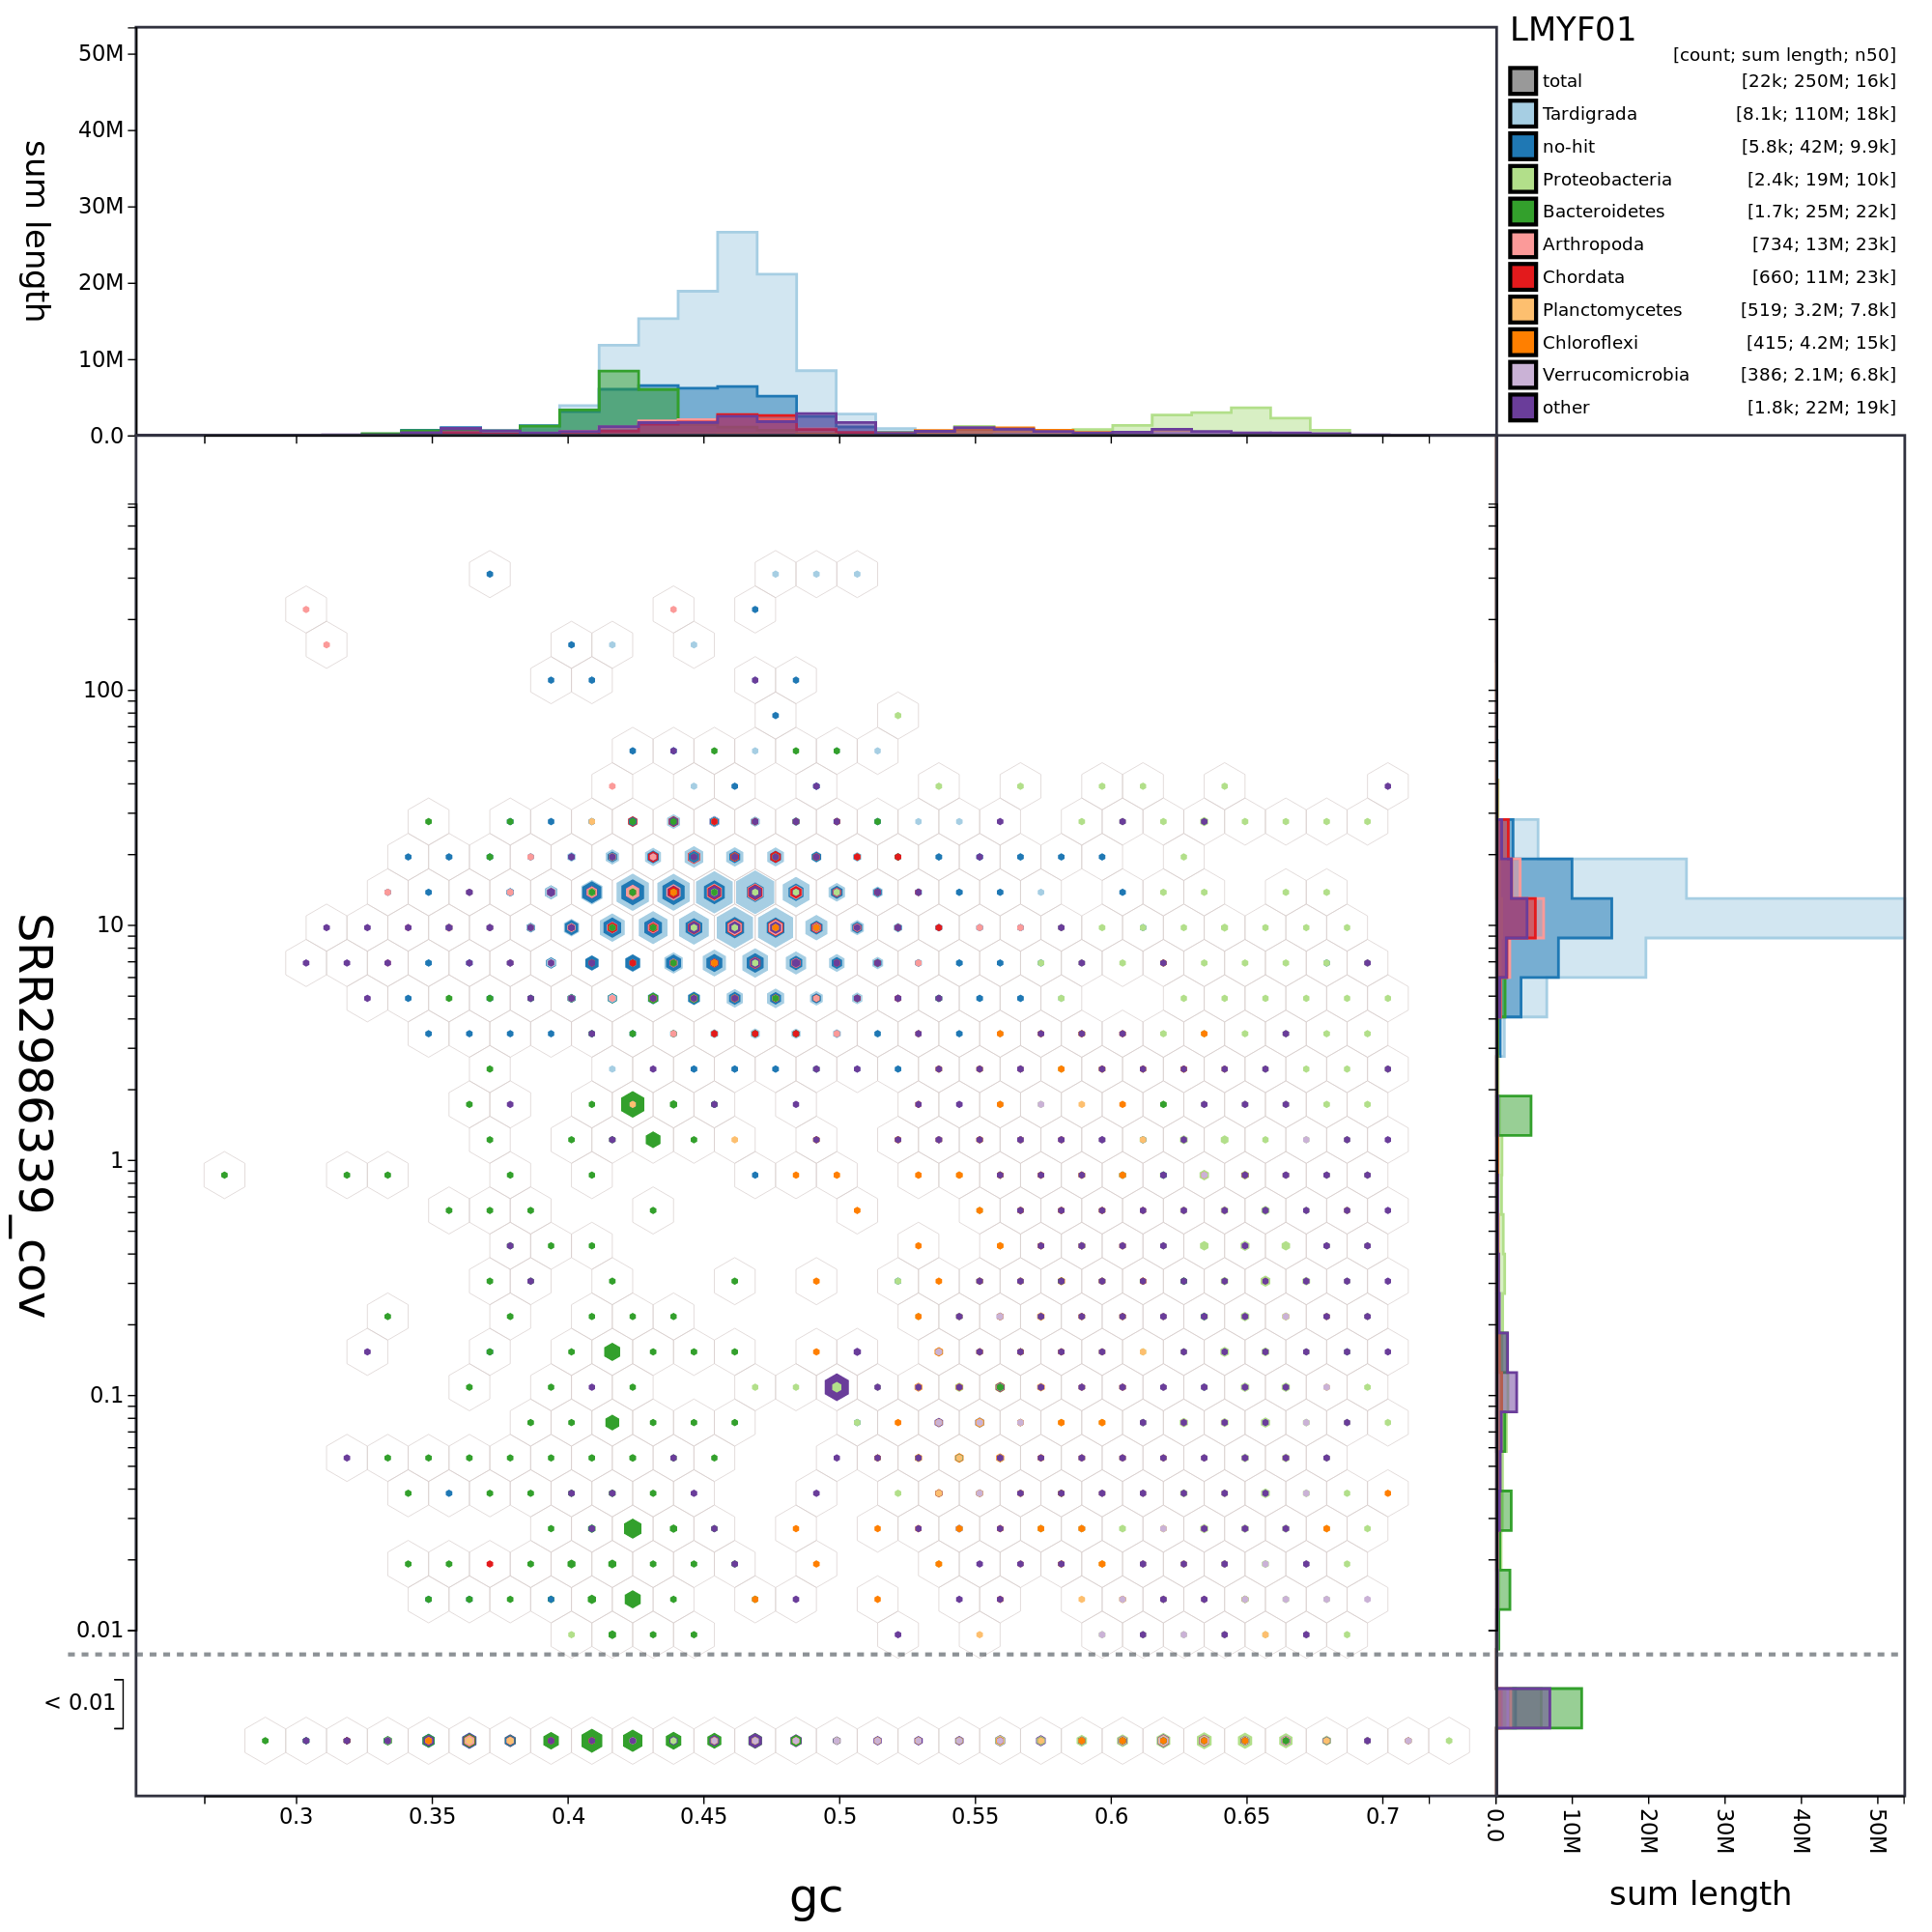 LMYF01
[count; sum length; n50]
total [22k; 250M; 16k]
Tardigrada [8.1k; 110M; 18k]
no-hit [5.8k; 42M; 9.9k]
Proteobacteria [2.4k; 19M; 10k]
Bacteroidetes [1.7k; 25M; 22k]
Arthropoda [734; 13M; 23k]
Chordata [660; 11M; 23k]
Planctomycetes [519; 3.2M; 7.8k]
Chloroflexi [415; 4.2M; 15k]
Verrucomicrobia [386; 2.1M; 6.8k]
other [1.8k; 22M; 19k]
sum length
50M
40M
30M
20M
10M
0.0
SRR2986339_cov
100
10
1
0.1
0.01
< 0.01
0.3 0.35 0.4 0.45 0.5 0.55 0.6 0.65 0.7
gc
0.0 10M 20M 30M 40M 50M
sum length